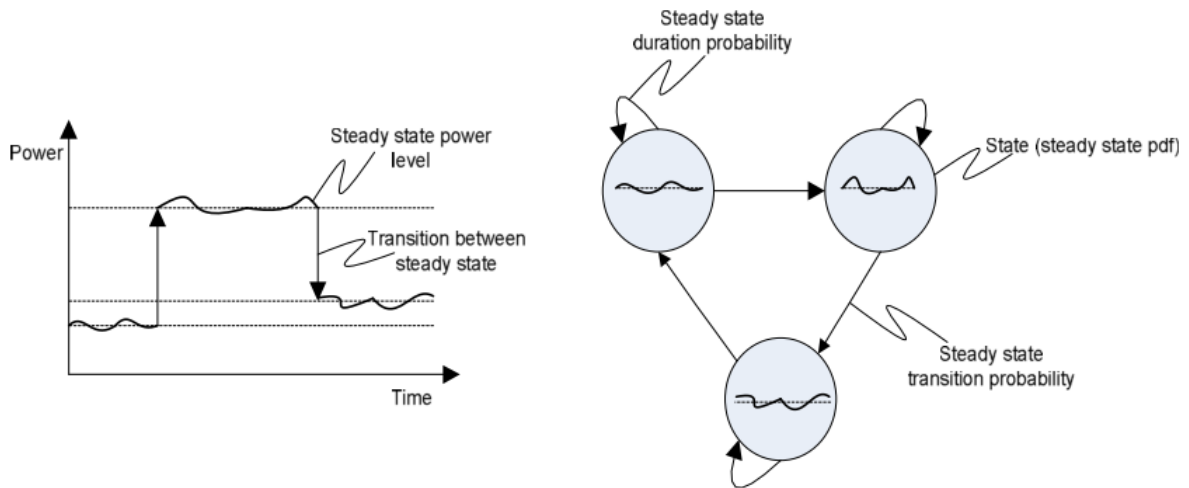 Power
Steady state power
level
Transition between
steady state
Time
Steady state
duration probability
State (steady state pdf)
Steady state
transition probability